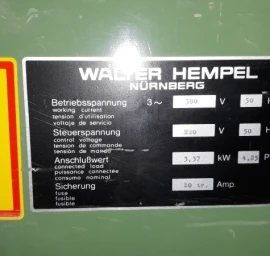 WALTER HEMPEL
NÜRNBERG
Betriebsspannung 3~ 380 V 50 H
working current
tension d'utilisation
voltaje de servicio
Steuerspannung 220 V 50 H
control voltage
tension de commande
tension de mando
Anschlußwert 3,37 kW P
connected load
puissance connectée
consumo nominal
Sicherung 20 tr. Amp.
fuse
fusible
fusible